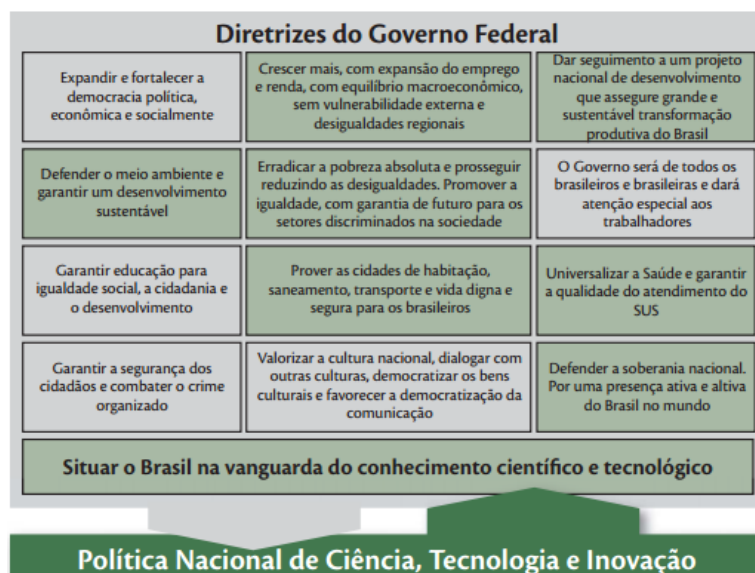 Diretrizes do Governo Federal
Expandir e fortalecer a
democracia política,
econômica e socialmente
Crescer mais, com expansão do emprego
e renda, com equilíbrio macroeconômico,
sem vulnerabilidade externa e
desigualdades regionais
Dar seguimento a um projeto
nacional de desenvolvimento
que assegure grande e
sustentável transformação
produtiva do Brasil
Defender o meio ambiente e
garantir um desenvolvimento
sustentável
Erradicar a pobreza absoluta e prosseguir
reduzindo as desigualdades. Promover a
igualdade, com garantia de futuro para os
setores discriminados na sociedade
O Governo será de todos os
brasileiros e brasileiras e dará
atenção especial aos
trabalhadores
Garantir educação para
igualdade social, a cidadania e
o desenvolvimento
Prover as cidades de habitação,
saneamento, transporte e vida digna e
segura para os brasileiros
Universalizar a Saúde e garantir
a qualidade do atendimento do
SUS
Garantir a segurança dos
cidadãos e combater o crime
organizado
Valorizar a cultura nacional, dialogar com
outras culturas, democratizar os bens
culturais e favorecer a democratização da
comunicação
Defender a soberania nacional.
Por uma presença ativa e altiva
do Brasil no mundo
Situar o Brasil na vanguarda do conhecimento científico e tecnológico
Política Nacional de Ciência, Tecnologia e Inovação